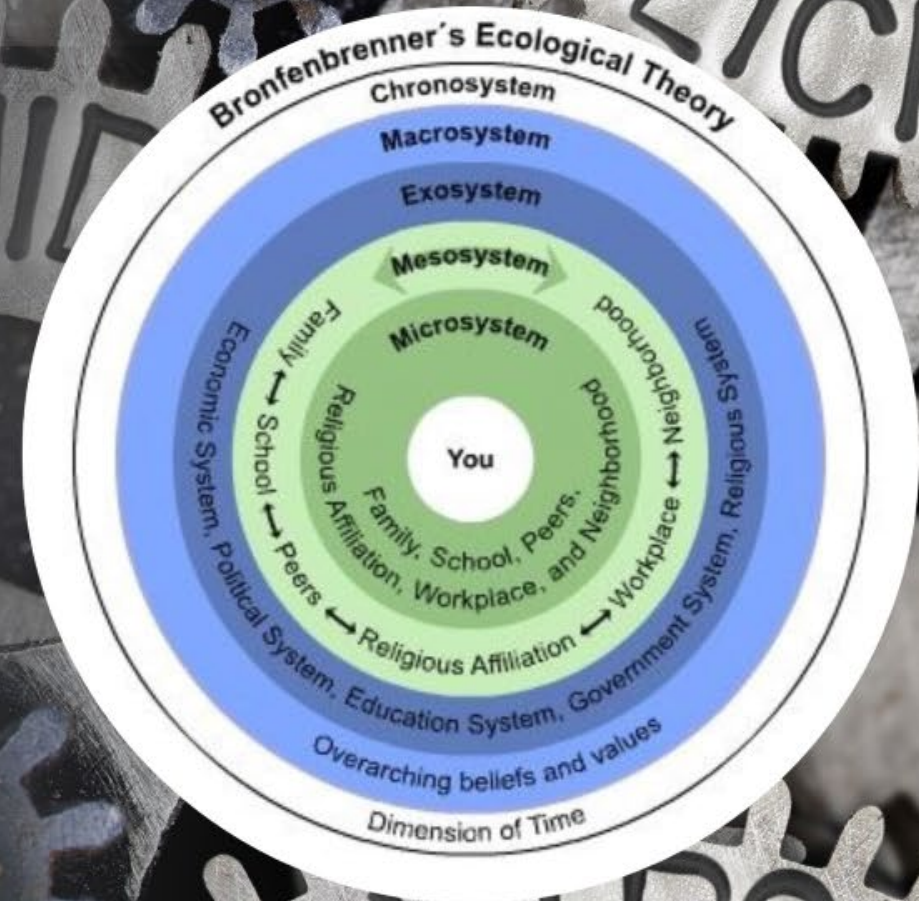 Bronfenbrenner´s Ecological Theory
Chronosystem
Macrosystem
Exosystem
Mesosystem
Microsystem
You
Family, School, Peers,
Religious Affiliation, Workplace, and Neighborhood
Family ↔ School ↔ Peers ↔ Religious Affiliation ↔ Workplace ↔ Neighborhood
Economic System, Political System, Education System, Government System, Religious System
Overarching beliefs and values
Dimension of Time